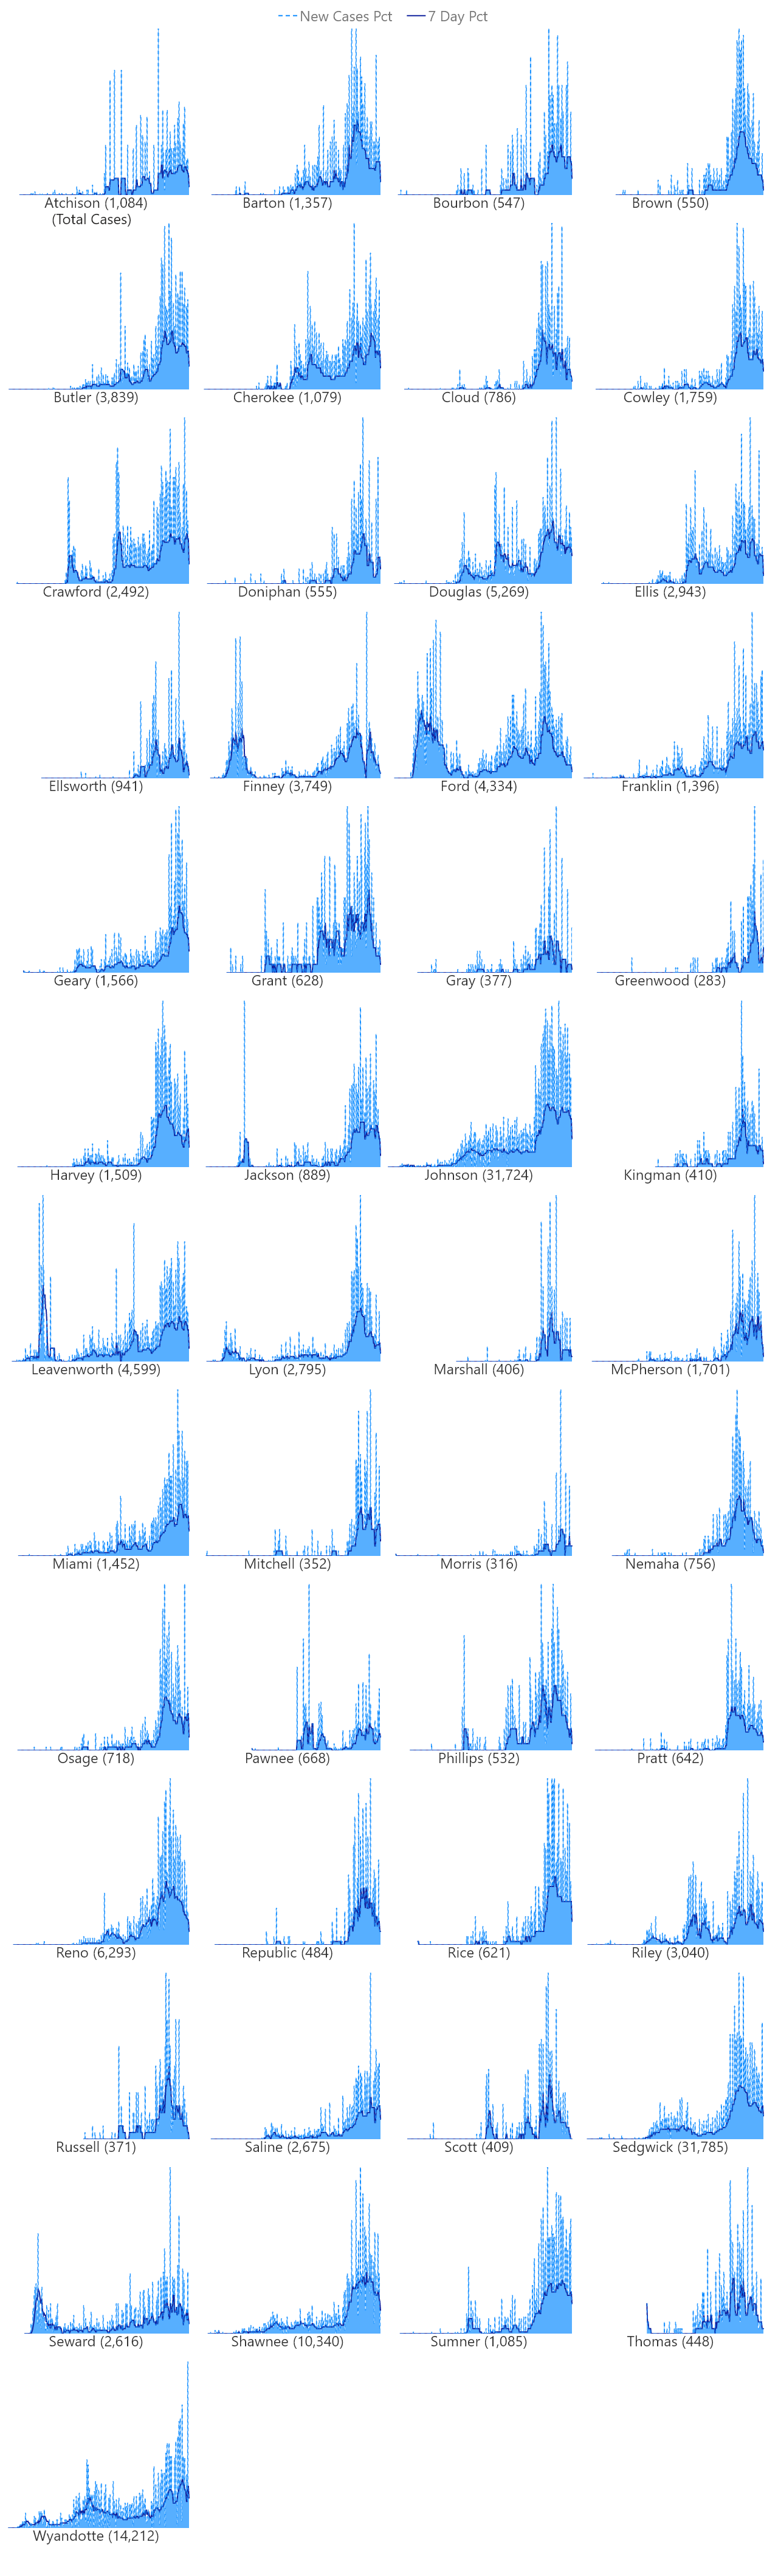 New Cases Pct 7 Day Pct
Atchison (1,084) Barton (1,357) Bourbon (547) Brown (550)
(Total Cases)
Butler (3,839) Cherokee (1,079) Cloud (786) Cowley (1,759)
Crawford (2,492) Doniphan (555) Douglas (5,269) Ellis (2,943)
Ellsworth (941) Finney (3,749) Ford (4,334) Franklin (1,396)
Geary (1,566) Grant (628) Gray (377) Greenwood (283)
Harvey (1,509) Jackson (889) Johnson (31,724) Kingman (410)
Leavenworth (4,599) Lyon (2,795) Marshall (406) McPherson (1,701)
Miami (1,452) Mitchell (352) Morris (316) Nemaha (756)
Osage (718) Pawnee (668) Phillips (532) Pratt (642)
Reno (6,293) Republic (484) Rice (621) Riley (3,040)
Russell (371) Saline (2,675) Scott (409) Sedgwick (31,785)
Seward (2,616) Shawnee (10,340) Sumner (1,085) Thomas (448)
Wyandotte (14,212)